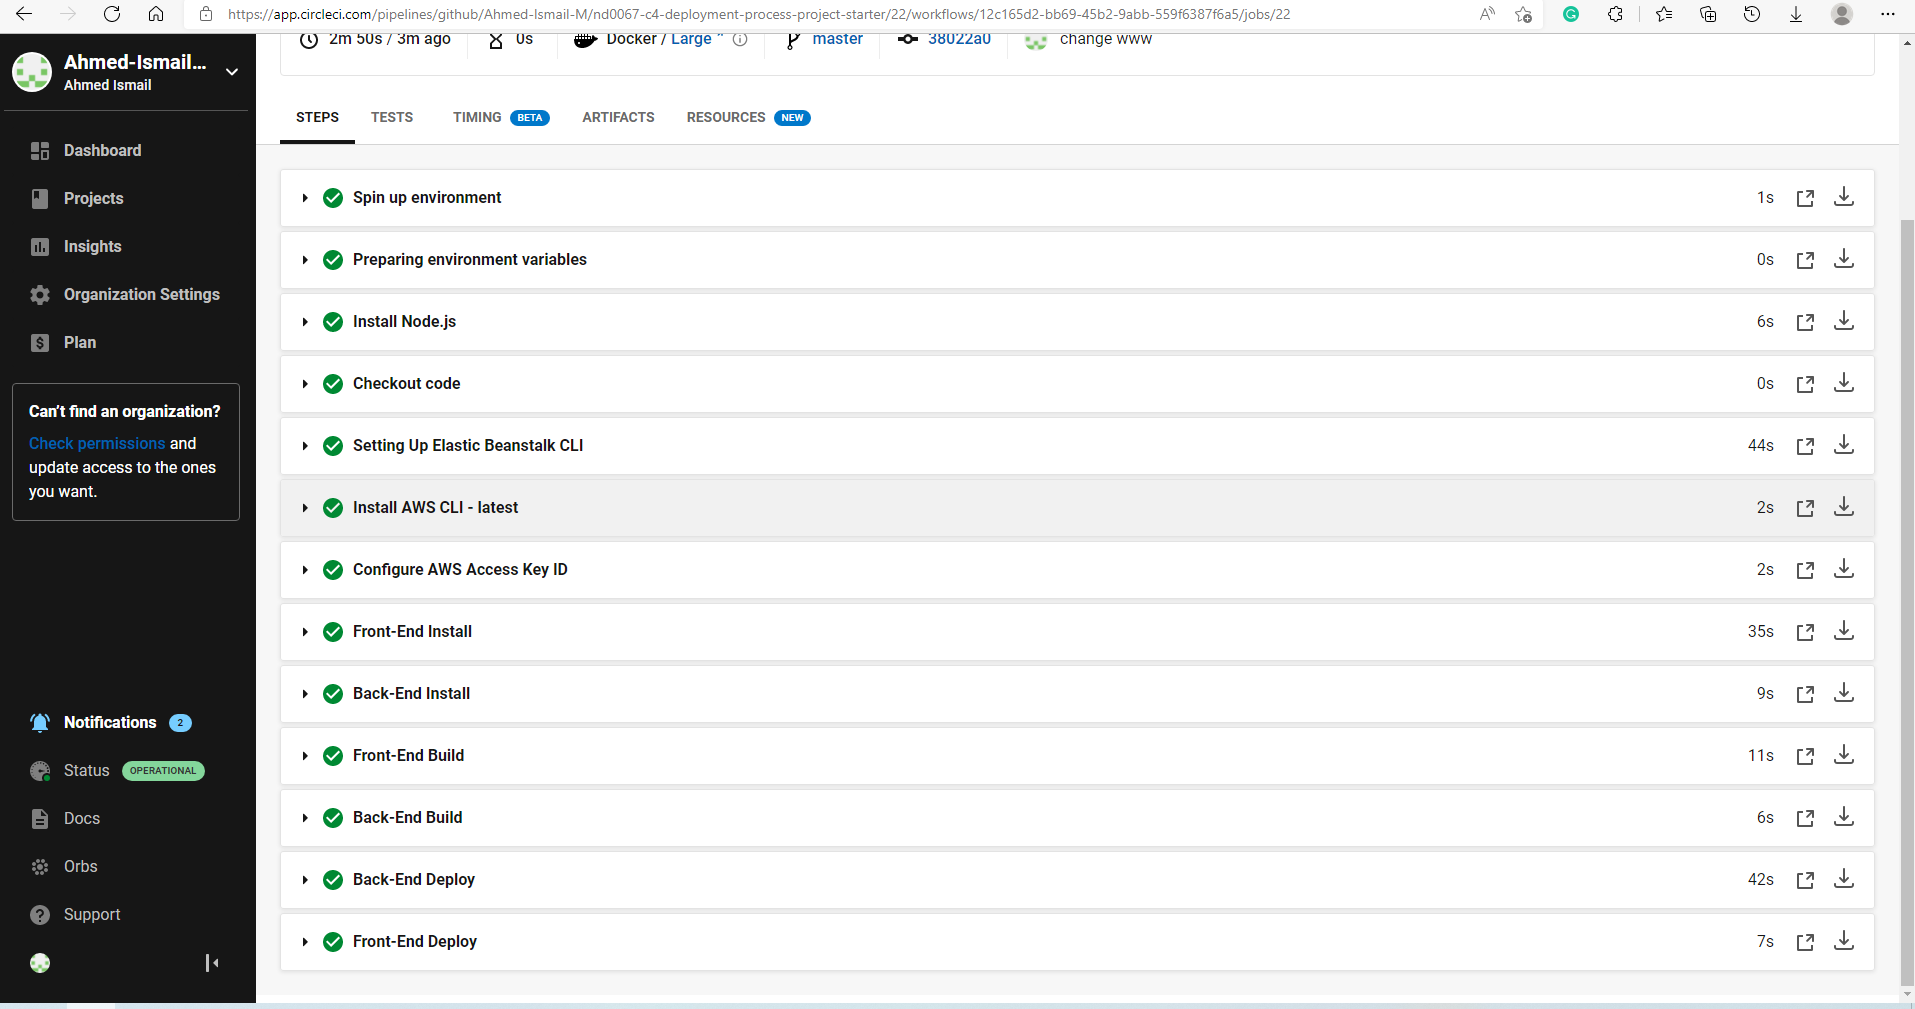 https://app.circleci.com/pipelines/github/Ahmed-Ismail-M/nd0067-c4-deployment-process-project-starter/22/workflows/12c165d2-bb69-45b2-9abb-559f6387f6a5/jobs/22
Ahmed-Ismail...
Ahmed Ismail
Dashboard
Projects
Insights
Organization Settings
Plan
Can't find an organization?
Check permissions and
update access to the ones
you want.
Notifications 2
Status OPERATIONAL
Docs
Orbs
Support
2m 50s / 3m ago 0s Docker / Large master 38022a0 change www
STEPS TESTS TIMING BETA ARTIFACTS RESOURCES NEW
Spin up environment 1s
Preparing environment variables 0s
Install Node.js 6s
Checkout code 0s
Setting Up Elastic Beanstalk CLI 44s
Install AWS CLI - latest 2s
Configure AWS Access Key ID 2s
Front-End Install 35s
Back-End Install 9s
Front-End Build 11s
Back-End Build 6s
Back-End Deploy 42s
Front-End Deploy 7s